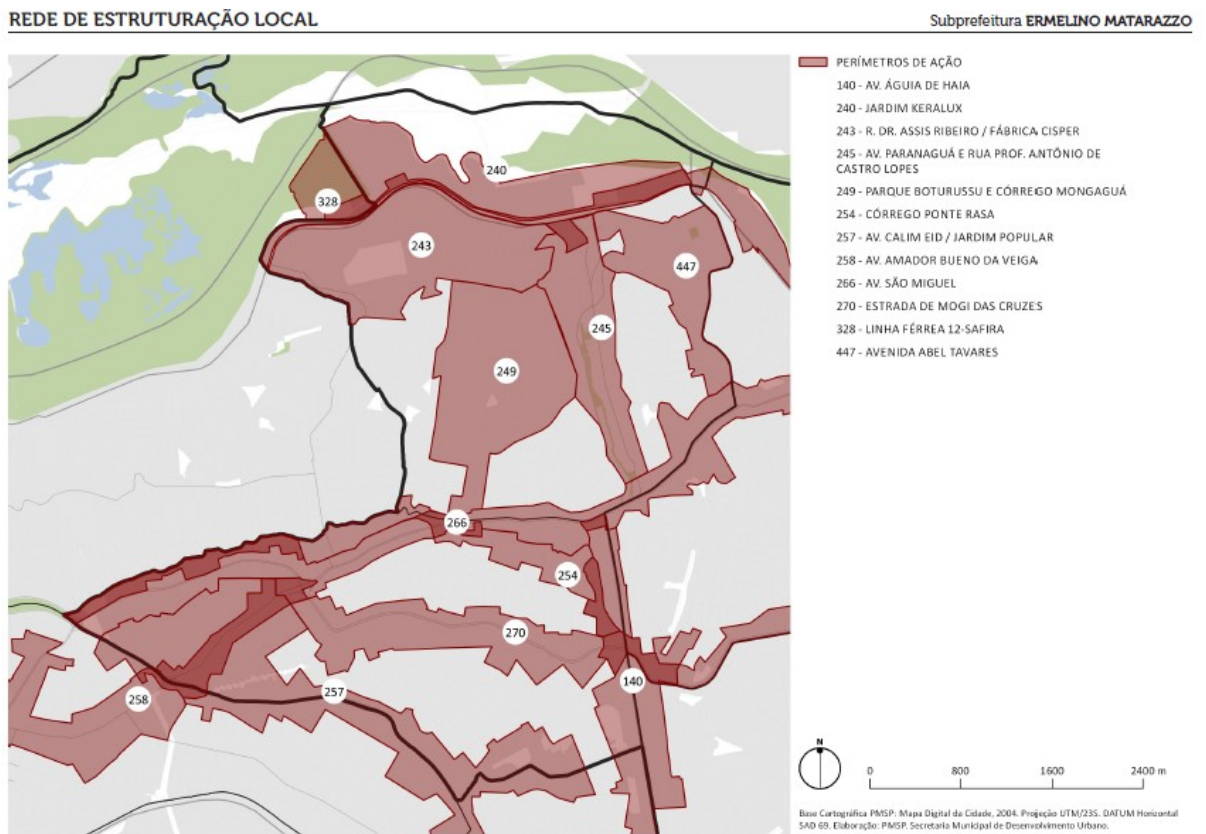 REDE DE ESTRUTURAÇÃO LOCAL
Subprefeitura ERMELINO MATARAZZO
PERÍMETROS DE AÇÃO
140 - AV. ÁGUIA DE HAIA
240 - JARDIM KERALUX
243 - R. DR. ASSIS RIBEIRO / FÁBRICA CISPER
245 - AV. PARANAGUÁ E RUA PROF. ANTÔNIO DE
CASTRO LOPES
249 - PARQUE BOTURUSSU E CÓRREGO MONGAGUÁ
254 - CÓRREGO PONTE RASA
257 - AV. CALIM EID / JARDIM POPULAR
258 - AV. AMADOR BUENO DA VEIGA
266 - AV. SÃO MIGUEL
270 - ESTRADA DE MOGI DAS CRUZES
328 - LINHA FÉRREA 12-SAFIRA
447 - AVENIDA ABEL TAVARES
240
328
243
447
245
249
266
254
270
140
257
258
N
0 800 1600 2400 m
Base Cartográfica PMSP: Mapa Digital da Cidade, 2004. Projeção UTM/23S. DATUM Horizontal
SAD 69. Elaboração: PMSP. Secretaria Municipal de Desenvolvimento Urbano.